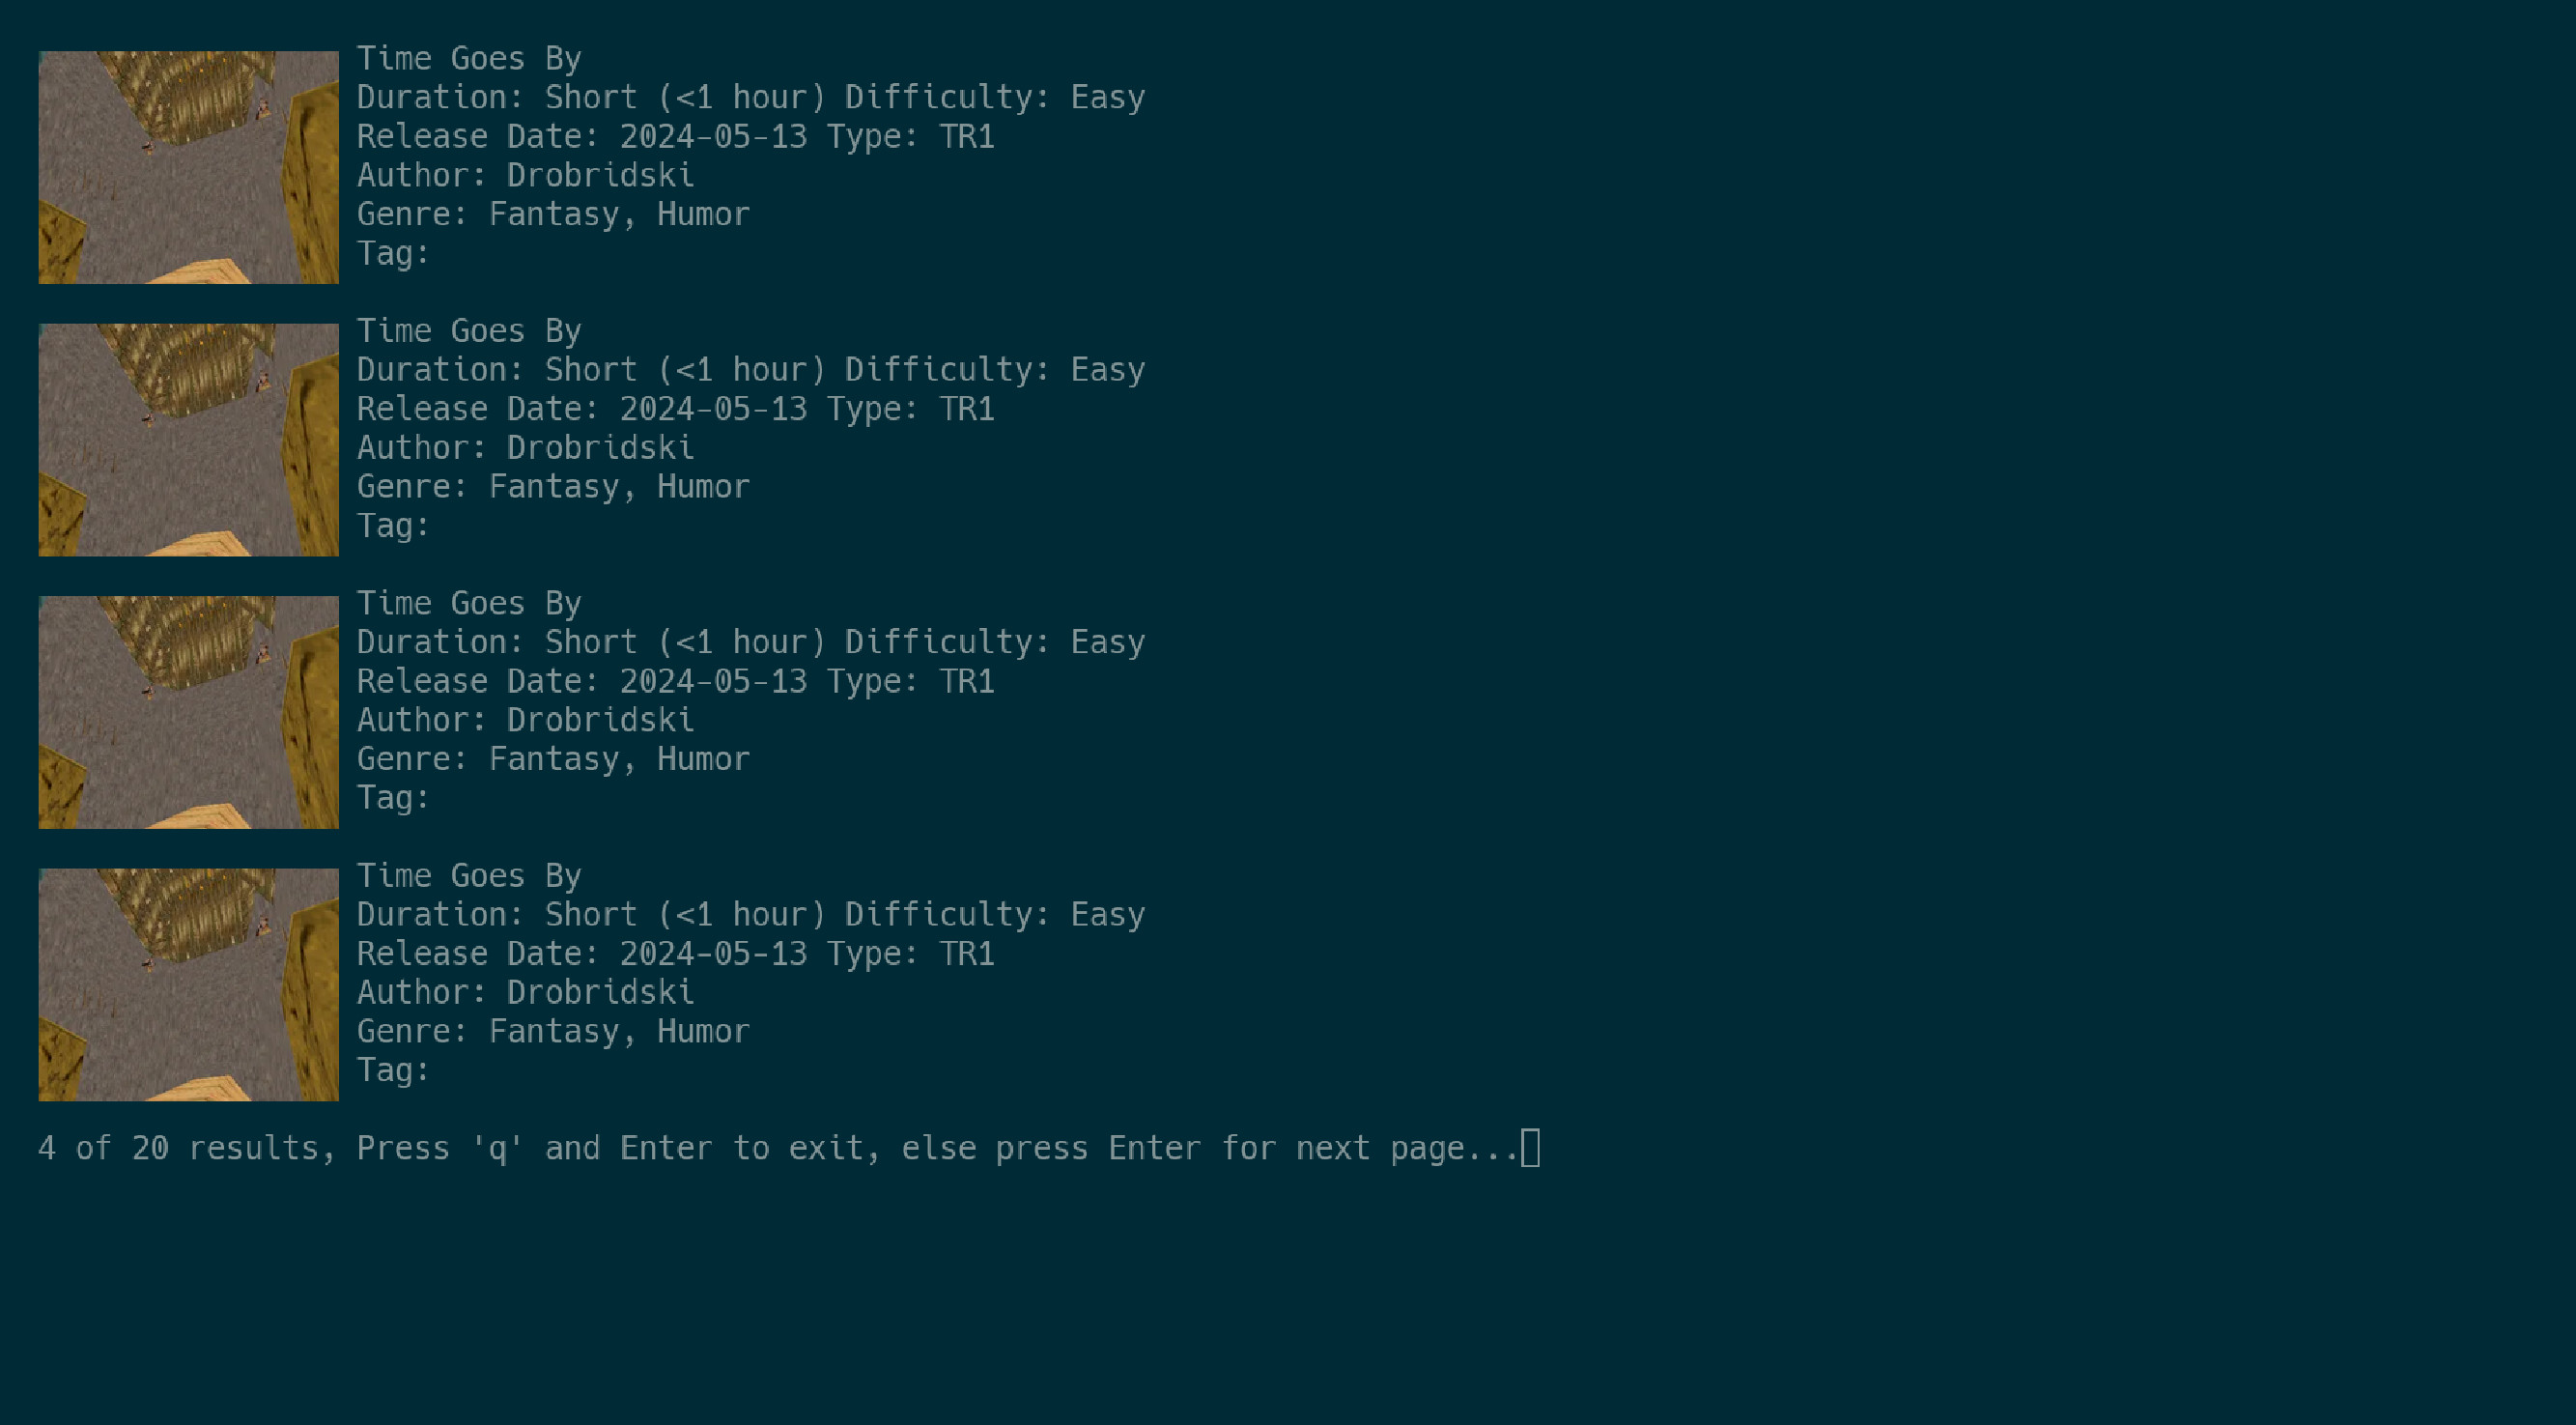 Time Goes By
Duration: Short (<1 hour) Difficulty: Easy
Release Date: 2024-05-13 Type: TR1
Author: Drobridski
Genre: Fantasy, Humor
Tag:
Time Goes By
Duration: Short (<1 hour) Difficulty: Easy
Release Date: 2024-05-13 Type: TR1
Author: Drobridski
Genre: Fantasy, Humor
Tag:
Time Goes By
Duration: Short (<1 hour) Difficulty: Easy
Release Date: 2024-05-13 Type: TR1
Author: Drobridski
Genre: Fantasy, Humor
Tag:
Time Goes By
Duration: Short (<1 hour) Difficulty: Easy
Release Date: 2024-05-13 Type: TR1
Author: Drobridski
Genre: Fantasy, Humor
Tag:
4 of 20 results, Press 'q' and Enter to exit, else press Enter for next page...